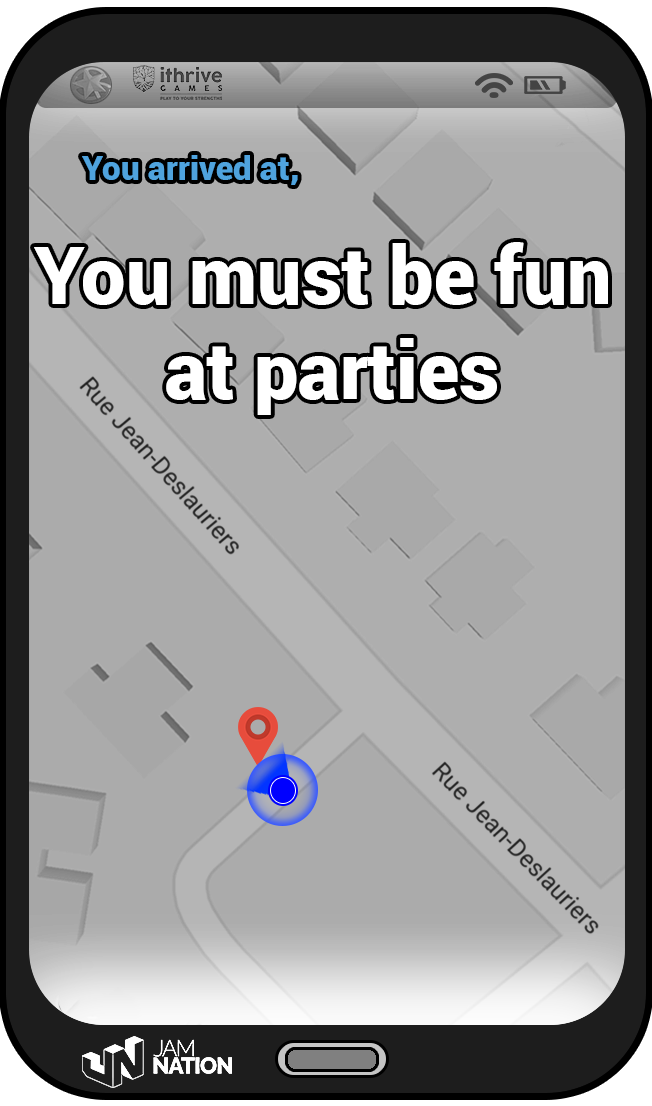 ithrive
GAMES
PLAY TO YOUR STRENGTHS
You arrived at,
You must be fun
at parties
Rue Jean-Deslauriers
Rue Jean-Deslauriers
JAM
NATION